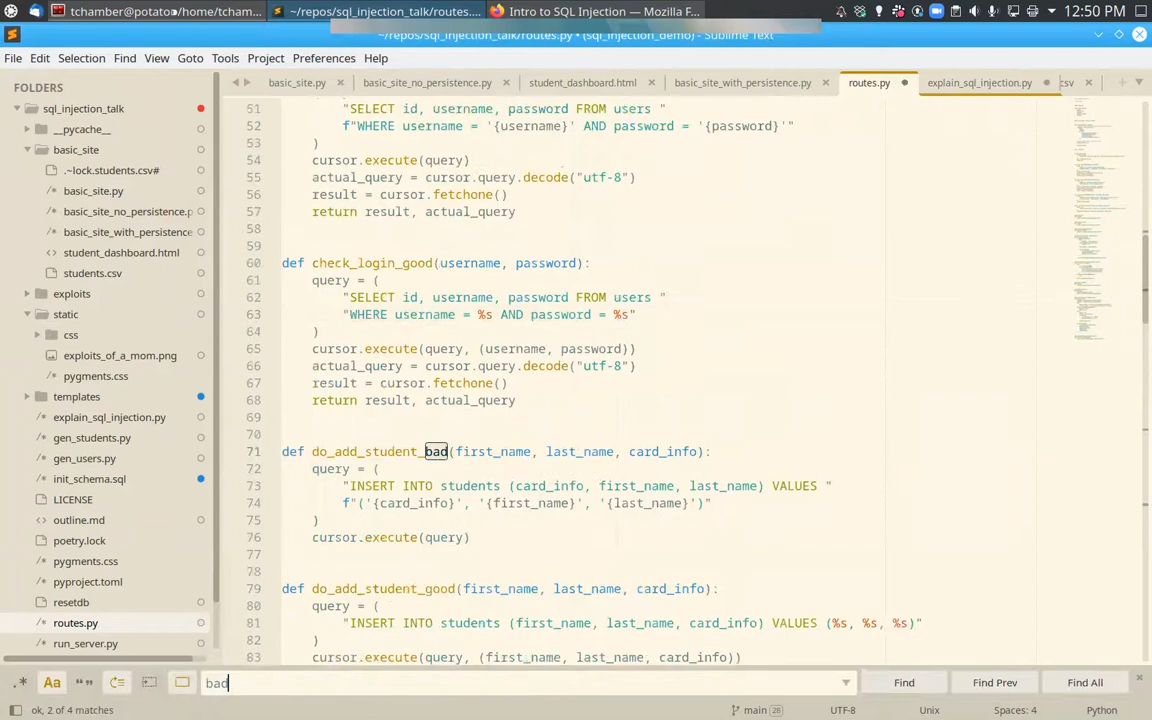 tchamber@potato:/home/tcham...
~/repos/sql_injection_talk/routes....
Intro to SQL Injection — Mozilla F...
12:50 PM
~/repos/sql_injection_talk/routes.py • (sql_injection_demo) - Sublime Text
File Edit Selection Find View Goto Tools Project Preferences Help
FOLDERS
sql_injection_talk
__pycache__
basic_site
.~lock.students.csv#
basic_site.py
basic_site_no_persistence.p
basic_site_with_persistence
student_dashboard.html
students.csv
exploits
static
css
exploits_of_a_mom.png
pygments.css
templates
explain_sql_injection.py
gen_students.py
gen_users.py
init_schema.sql
LICENSE
outline.md
poetry.lock
pygments.css
pyproject.toml
resetdb
routes.py
run_server.py
basic_site.py basic_site_no_persistence.py student_dashboard.html basic_site_with_persistence.py routes.py explain_sql_injection.py csv
51 "SELECT id, username, password FROM users "
52 f"WHERE username = '{username}' AND password = '{password}'"
53 )
54 cursor.execute(query)
55 actual_query = cursor.query.decode("utf-8")
56 result = cursor.fetchone()
57 return result, actual_query
58
59
60 def check_login_good(username, password):
61 query = (
62 "SELECT id, username, password FROM users "
63 "WHERE username = %s AND password = %s"
64 )
65 cursor.execute(query, (username, password))
66 actual_query = cursor.query.decode("utf-8")
67 result = cursor.fetchone()
68 return result, actual_query
69
70
71 def do_add_student_bad(first_name, last_name, card_info):
72 query = (
73 "INSERT INTO students (card_info, first_name, last_name) VALUES "
74 f"('{card_info}', '{first_name}', '{last_name}')"
75 )
76 cursor.execute(query)
77
78
79 def do_add_student_good(first_name, last_name, card_info):
80 query = (
81 "INSERT INTO students (first_name, last_name, card_info) VALUES (%s, %s, %s)"
82 )
83 cursor.execute(query, (first_name, last_name, card_info))
.* Aa “” bad Find Find Prev Find All
ok, 2 of 4 matches main 28 UTF-8 Unix Spaces: 4 Python